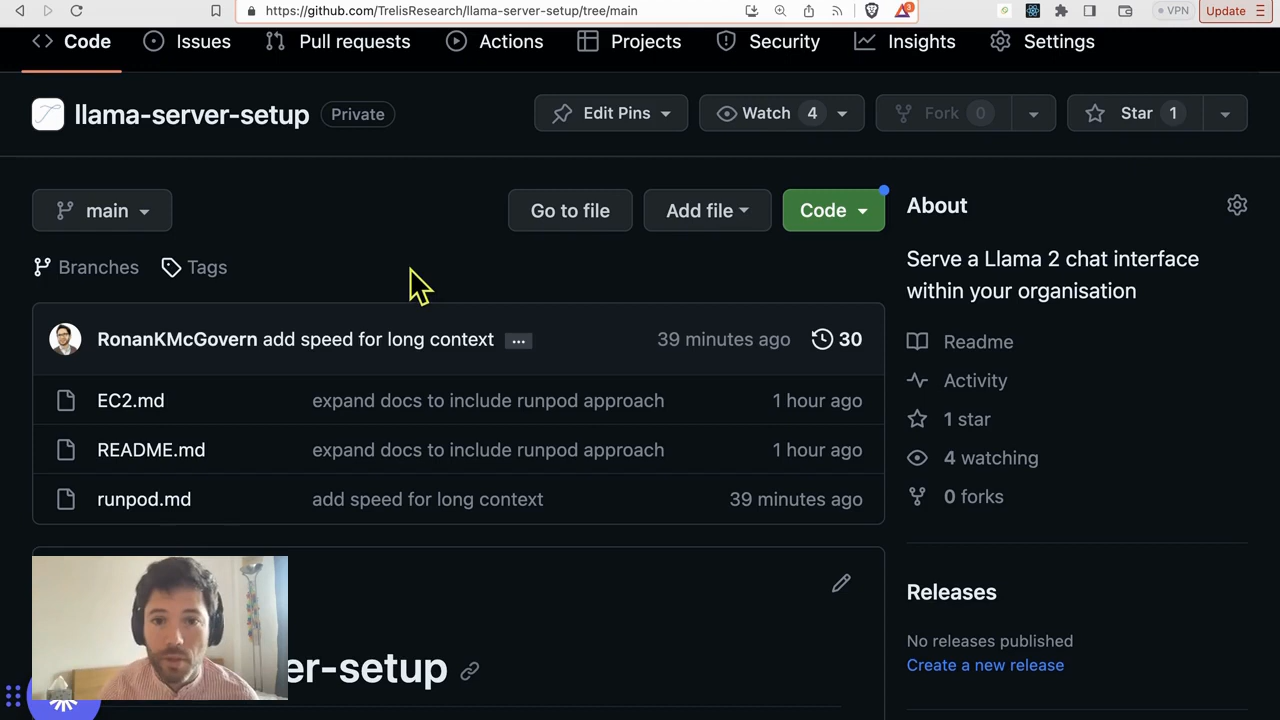 https://github.com/TrelisResearch/llama-server-setup/tree/main
3
VPN
Update
Code
Issues
Pull requests
Actions
Projects
Security
Insights
Settings
llama-server-setup
Private
Edit Pins
Watch 4
Fork 0
Star 1
main
Go to file
Add file
Code
Branches
Tags
RonanKMcGovern add speed for long context ...
39 minutes ago
30
EC2.md
expand docs to include runpod approach
1 hour ago
README.md
expand docs to include runpod approach
1 hour ago
runpod.md
add speed for long context
39 minutes ago
er-setup
About
Serve a Llama 2 chat interface
within your organisation
Readme
Activity
1 star
4 watching
0 forks
Releases
No releases published
Create a new release